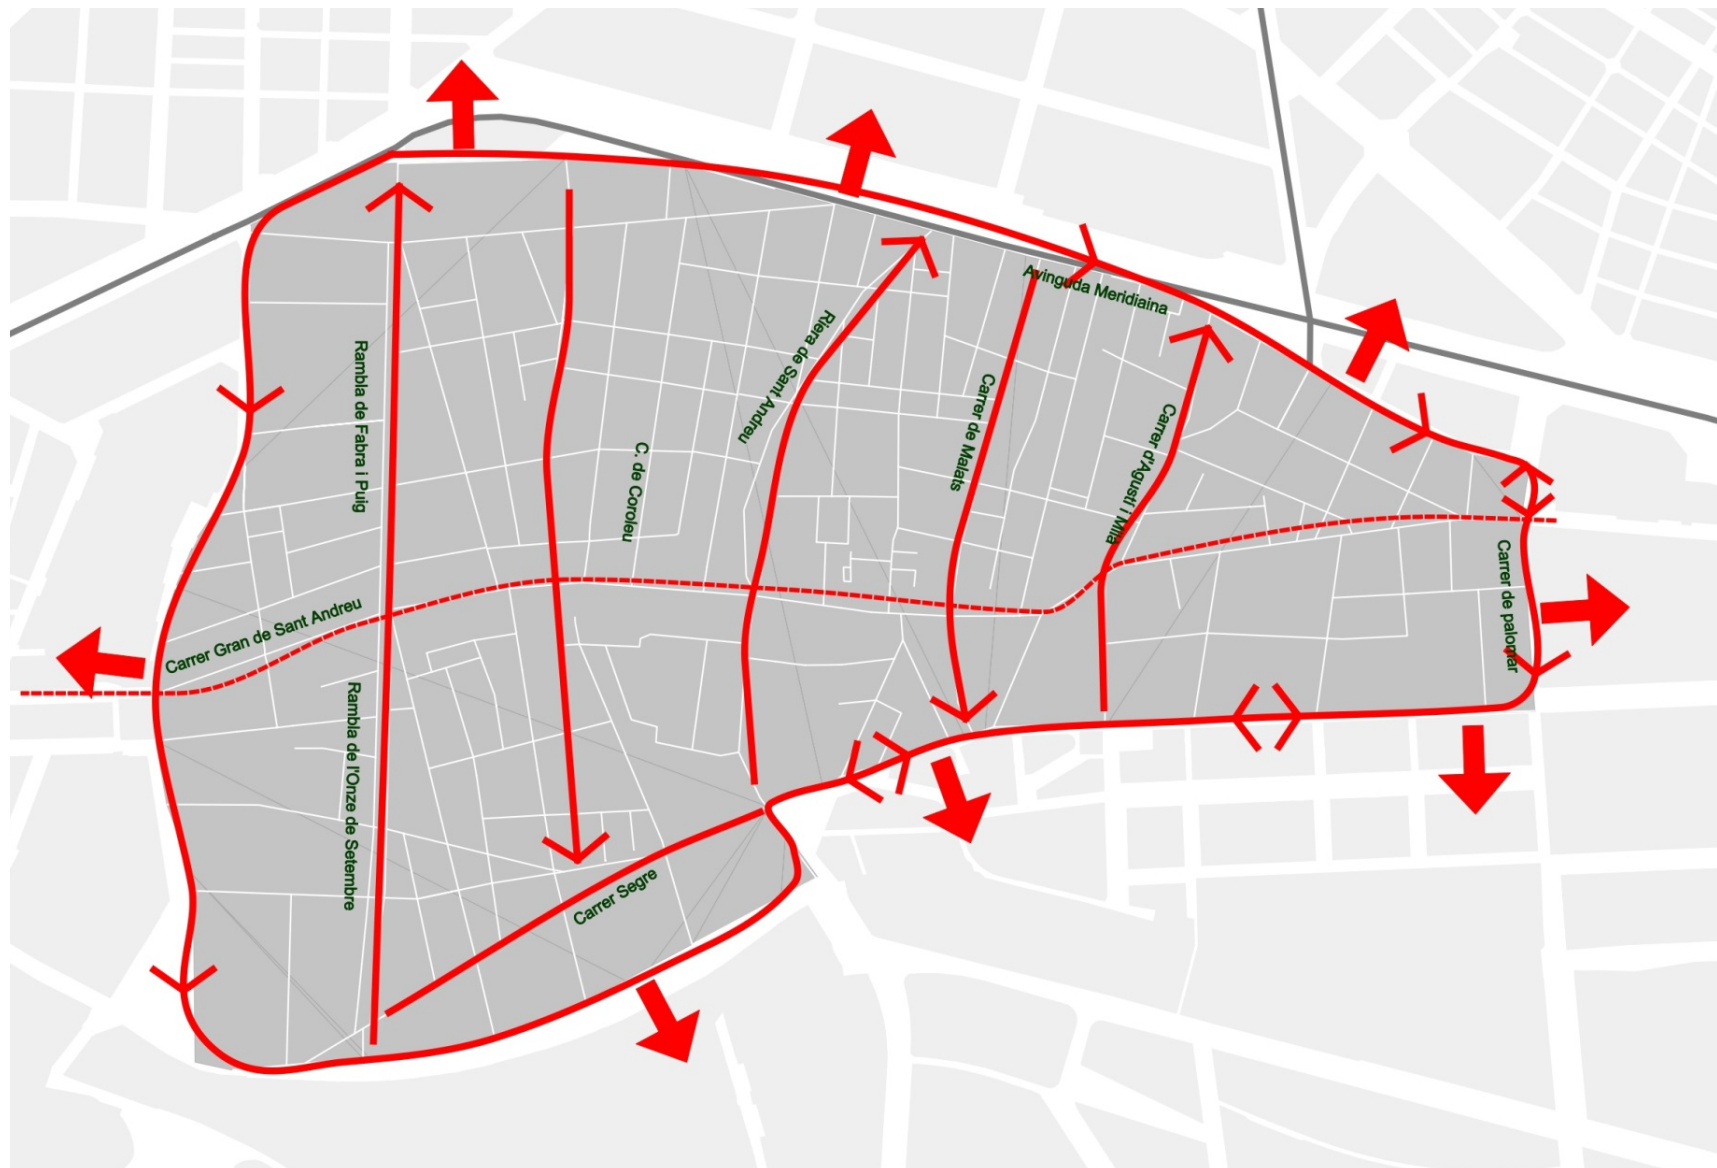 Avinguda Meridiaina
Rambla de Fabra i Puig
Riera de Sant Andreu
Carrer de Malats
Carrer d'Agustí i Milà
C. de Coroleu
Carrer de palomar
Carrer Gran de Sant Andreu
Rambla de l'Onze de Setembre
Carrer Segre